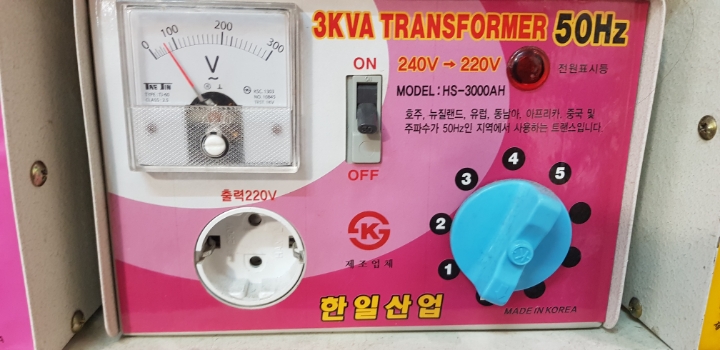 0 100 200 300
V
3KVA TRANSFORMER 50Hz
ON
240V → 220V
전원표시등
MODEL : HS-3000AH
호주, 뉴질랜드, 유럽, 동남아, 아프리카, 중국 및
주파수가 50Hz인 지역에서 사용하는 트랜스입니다.
OFF
출력220V
제조업체
1
2
3
4
5
한일산업
MADE IN KOREA